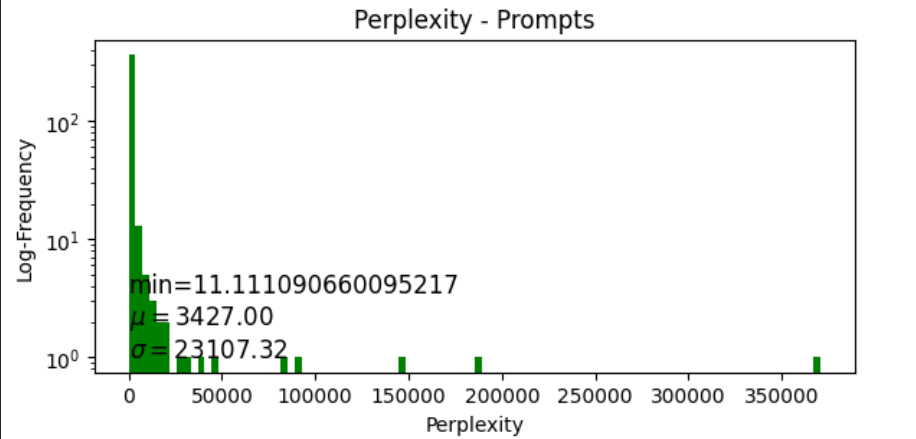 Perplexity - Prompts
Log-Frequency
10²
10¹
10⁰
min=11.111090660095217
μ = 3427.00
σ = 23107.32
0 50000 100000 150000 200000 250000 300000 350000
Perplexity